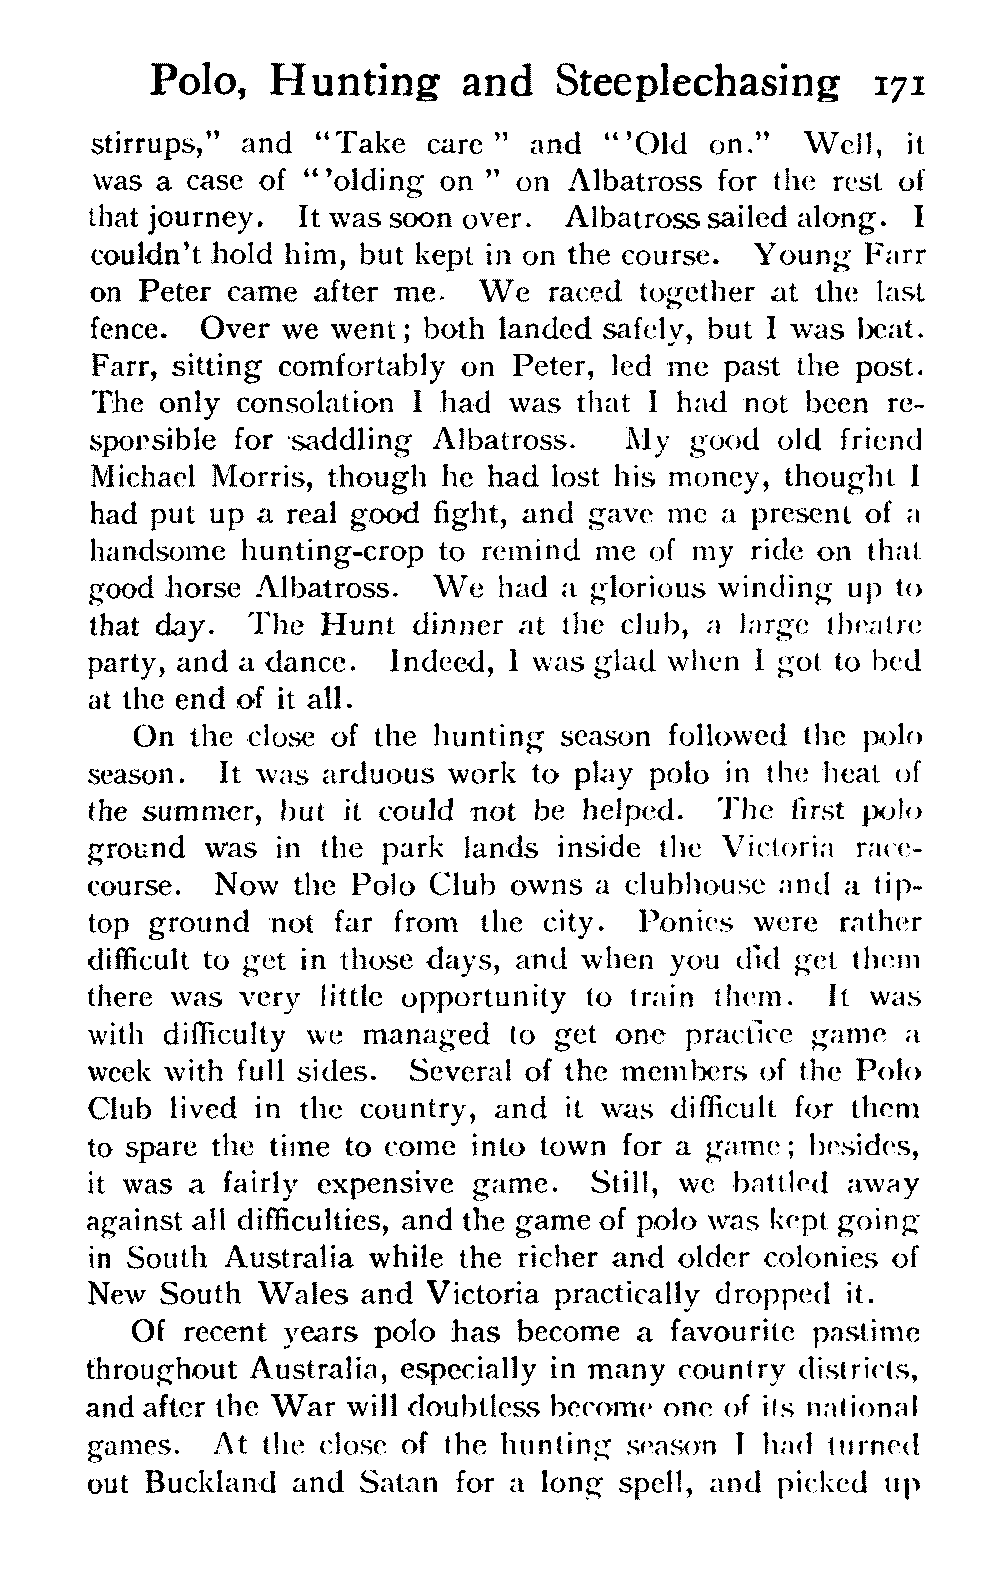 Polo, Hunting and Steeplechasing 171
stirrups," and "Take care" and "'Old on." Well, it
was a case of "'olding on" on Albatross for the rest of
that journey. It was soon over. Albatross sailed along. I
couldn't hold him, but kept in on the course. Young Farr
on Peter came after me. We raced together at the last
fence. Over we went; both landed safely, but I was beat.
Farr, sitting comfortably on Peter, led me past the post.
The only consolation I had was that I had not been re-
sponsible for saddling Albatross. My good old friend
Michael Morris, though he had lost his money, thought I
had put up a real good fight, and gave me a present of a
handsome hunting-crop to remind me of my ride on that
good horse Albatross. We had a glorious winding up to
that day. The Hunt dinner at the club, a large theatre
party, and a dance. Indeed, I was glad when I got to bed
at the end of it all.
On the close of the hunting season followed the polo
season. It was arduous work to play polo in the heat of
the summer, but it could not be helped. The first polo
ground was in the park lands inside the Victoria race-
course. Now the Polo Club owns a clubhouse and a tip-
top ground not far from the city. Ponies were rather
difficult to get in those days, and when you did get them
there was very little opportunity to train them. It was
with difficulty we managed to get one practice game a
week with full sides. Several of the members of the Polo
Club lived in the country, and it was difficult for them
to spare the time to come into town for a game; besides,
it was a fairly expensive game. Still, we battled away
against all difficulties, and the game of polo was kept going
in South Australia while the richer and older colonies of
New South Wales and Victoria practically dropped it.
Of recent years polo has become a favourite pastime
throughout Australia, especially in many country districts,
and after the War will doubtless become one of its national
games. At the close of the hunting season I had turned
out Buckland and Satan for a long spell, and picked up